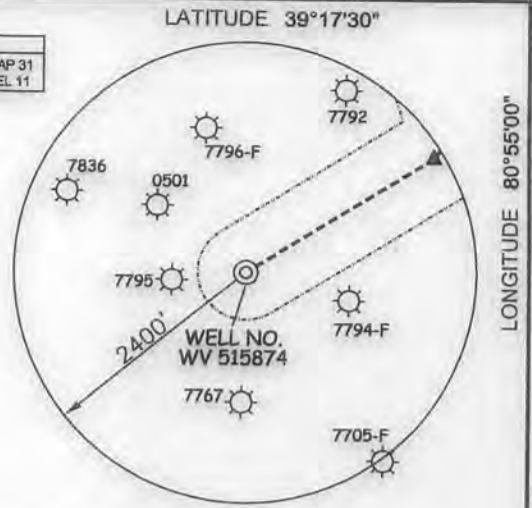 LATITUDE 39°17'30"
AP 31
EL 11
7792
7796-F
7836
0501
LONGITUDE 80°55'00"
7795
7794-F
2400'
WELL NO.
WV 515874
7767
7705-F